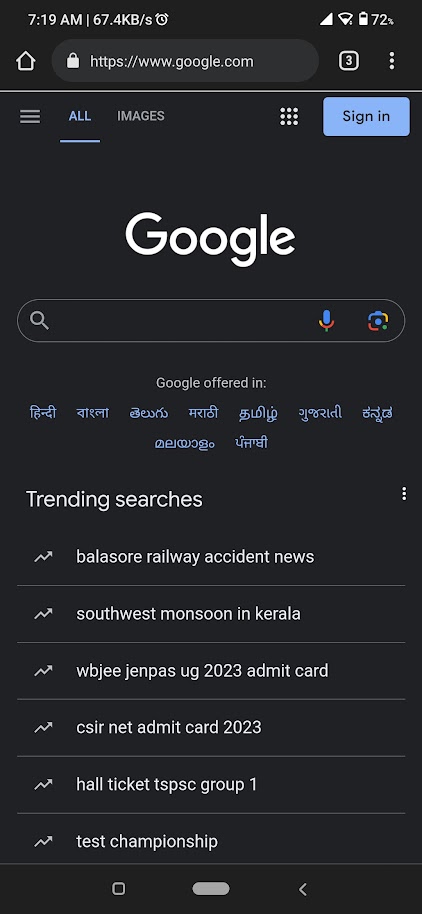 7:19 AM | 67.4KB/s 72%
https://www.google.com 3
ALL IMAGES Sign in
Google
Google offered in:
हिन्दी বাংলা తెలుగు मराठी தமிழ் ગુજરાતી ಕನ್ನಡ
മലയാളം ਪੰਜਾਬੀ
Trending searches
balasore railway accident news
southwest monsoon in kerala
wbjee jenpas ug 2023 admit card
csir net admit card 2023
hall ticket tspsc group 1
test championship